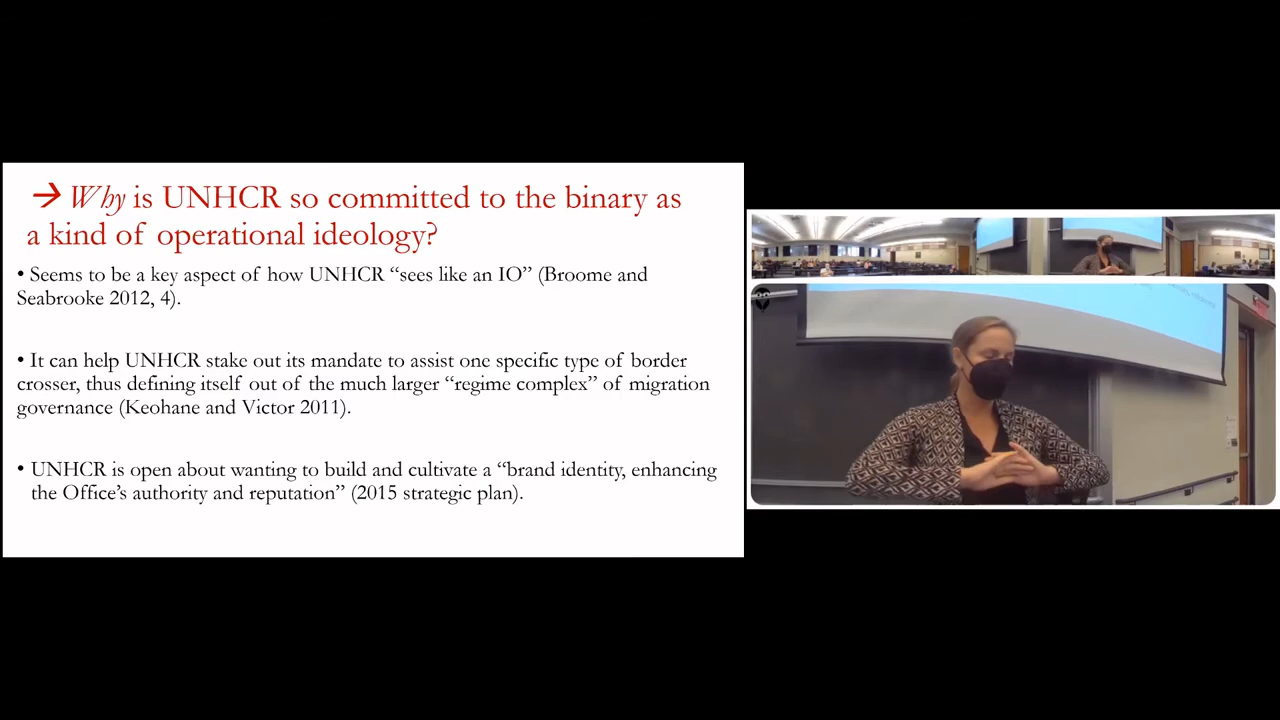 → Why is UNHCR so committed to the binary as
a kind of operational ideology?
• Seems to be a key aspect of how UNHCR “sees like an IO” (Broome and
Seabrooke 2012, 4).
• It can help UNHCR stake out its mandate to assist one specific type of border
crosser, thus defining itself out of the much larger “regime complex” of migration
governance (Keohane and Victor 2011).
• UNHCR is open about wanting to build and cultivate a “brand identity, enhancing
the Office’s authority and reputation” (2015 strategic plan).